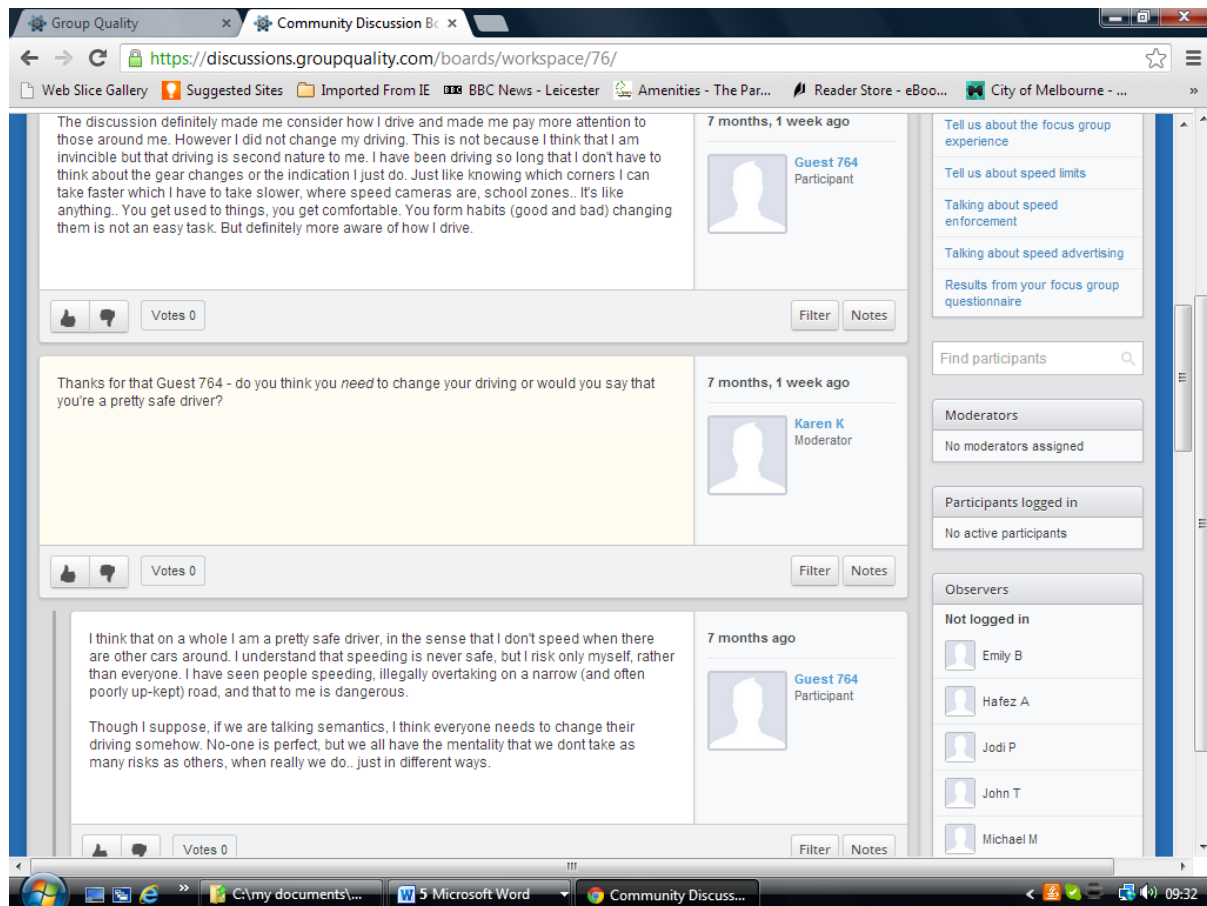 Group Quality
Community Discussion Bo
https://discussions.groupquality.com/boards/workspace/76/
Web Slice Gallery Suggested Sites Imported From IE BBC BBC News - Leicester Amenities - The Par... Reader Store - eBoo... City of Melbourne - ... »
The discussion definitely made me consider how I drive and made me pay more attention to
those around me. However I did not change my driving. This is not because I think that I am
invincible but that driving is second nature to me. I have been driving so long that I don't have to
think about the gear changes or the indication I just do. Just like knowing which corners I can
take faster which I have to take slower, where speed cameras are, school zones.. It's like
anything.. You get used to things, you get comfortable. You form habits (good and bad) changing
them is not an easy task. But definitely more aware of how I drive.
7 months, 1 week ago
Guest 764
Participant
Votes 0
Filter Notes
Thanks for that Guest 764 - do you think you need to change your driving or would you say that
you're a pretty safe driver?
7 months, 1 week ago
Karen K
Moderator
Votes 0
Filter Notes
I think that on a whole I am a pretty safe driver, in the sense that I don't speed when there
are other cars around. I understand that speeding is never safe, but I risk only myself, rather
than everyone. I have seen people speeding, illegally overtaking on a narrow (and often
poorly up-kept) road, and that to me is dangerous.
Though I suppose, if we are talking semantics, I think everyone needs to change their
driving somehow. No-one is perfect, but we all have the mentality that we dont take as
many risks as others, when really we do.. just in different ways.
7 months ago
Guest 764
Participant
Votes 0
Filter Notes
Tell us about the focus group
experience
Tell us about speed limits
Talking about speed
enforcement
Talking about speed advertising
Results from your focus group
questionnaire
Find participants
Moderators
No moderators assigned
Participants logged in
No active participants
Observers
Not logged in
Emily B
Hafez A
Jodi P
John T
Michael M
» C:\my documents\... 5 Microsoft Word Community Discuss... 09:32